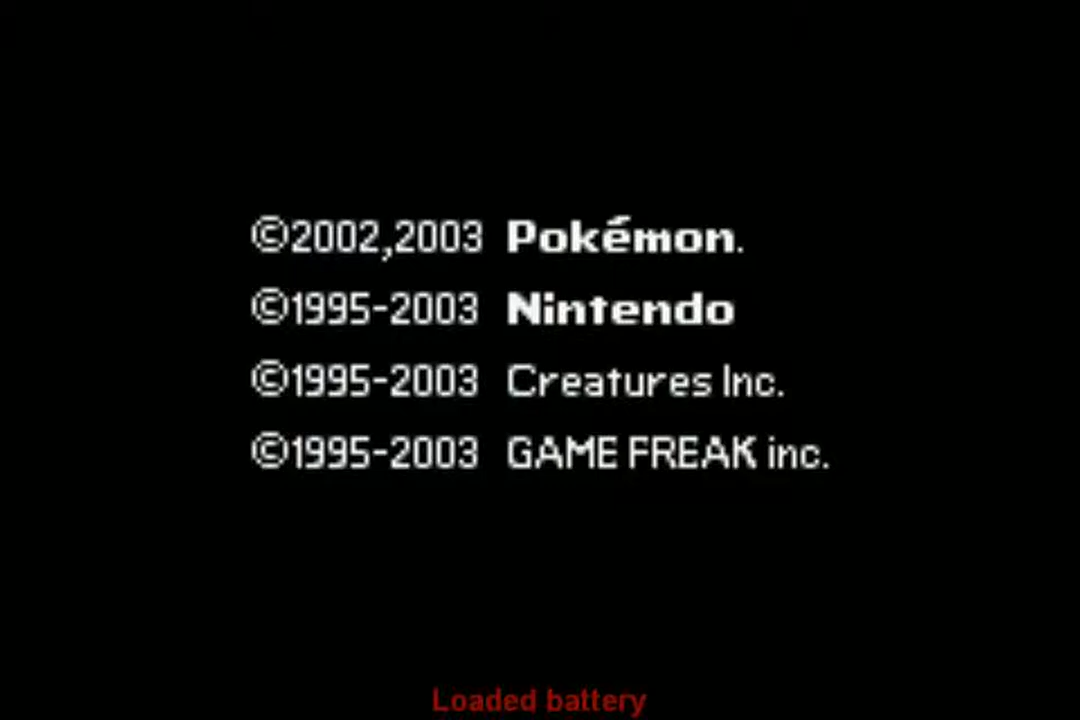 ©2002,2003 Pokémon.
©1995-2003 Nintendo
©1995-2003 Creatures Inc.
©1995-2003 GAME FREAK inc.
Loaded battery